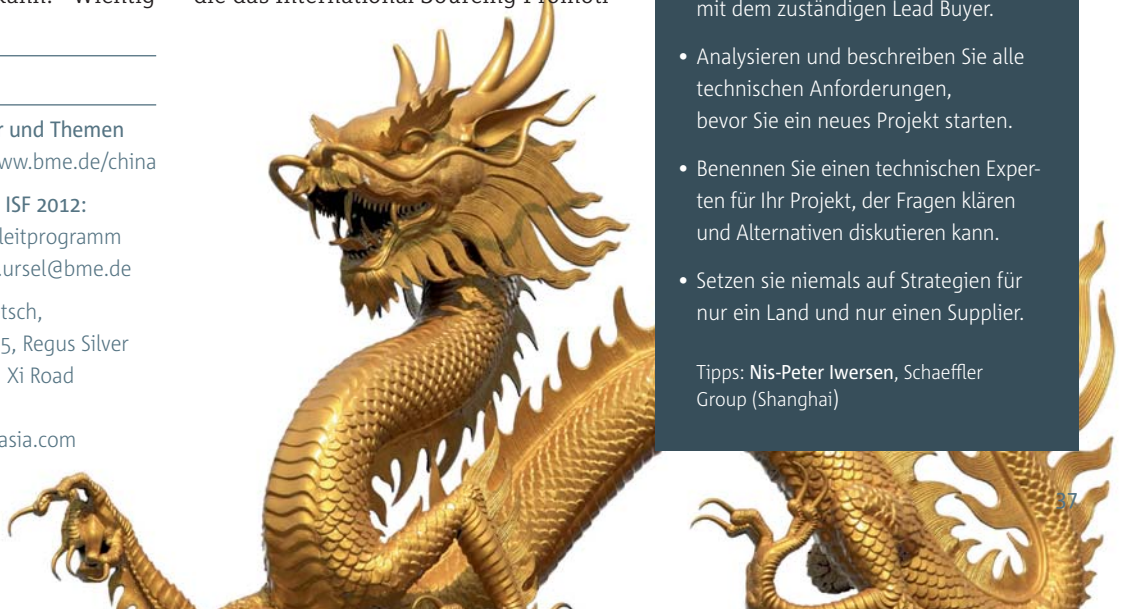 kann." Wichtig
die das International Sourcing Promoti-
r und Themen
ww.bme.de/china
ISF 2012:
leitprogramm
.ursel@bme.de
tsch,
5, Regus Silver
Xi Road
asia.com
mit dem zuständigen Lead Buyer.
• Analysieren und beschreiben Sie alle
technischen Anforderungen,
bevor Sie ein neues Projekt starten.
• Benennen Sie einen technischen Exper-
ten für Ihr Projekt, der Fragen klären
und Alternativen diskutieren kann.
• Setzen sie niemals auf Strategien für
nur ein Land und nur einen Supplier.
Tipps: Nis-Peter Iwersen, Schaeffler
Group (Shanghai)
37